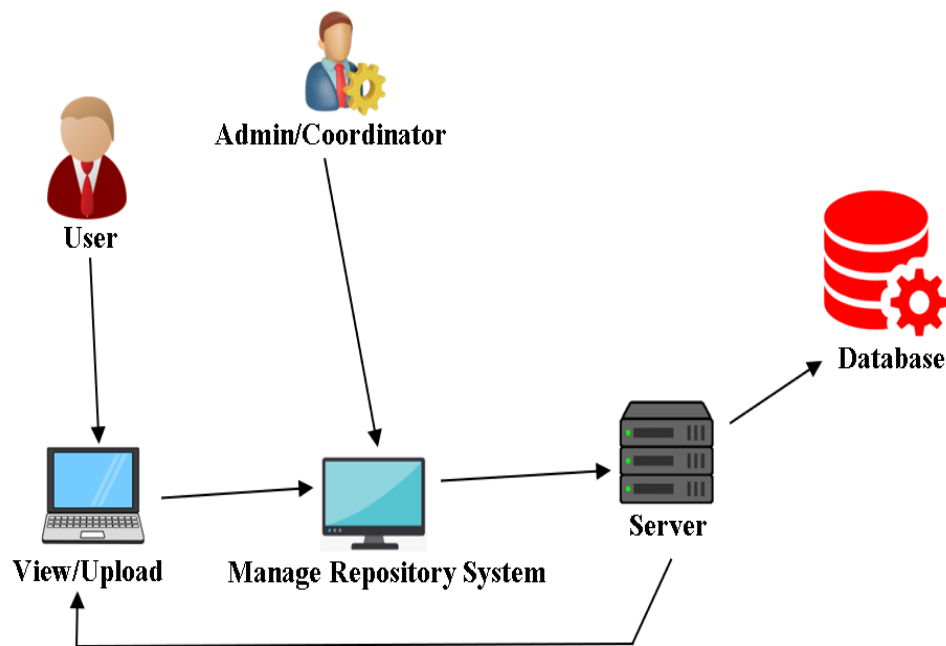 Admin/Coordinator
User
Database
Server
View/Upload
Manage Repository System